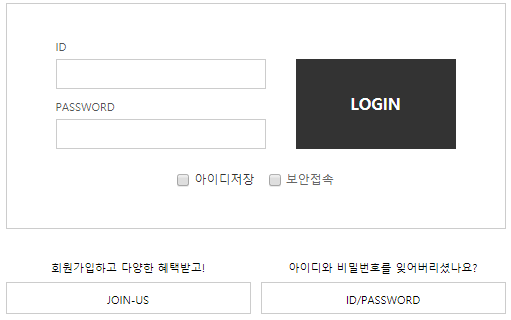 ID
LOGIN
PASSWORD
아이디저장 보안접속
회원가입하고 다양한 혜택받고! 아이디와 비밀번호를 잊어버리셨나요?
JOIN-US ID/PASSWORD